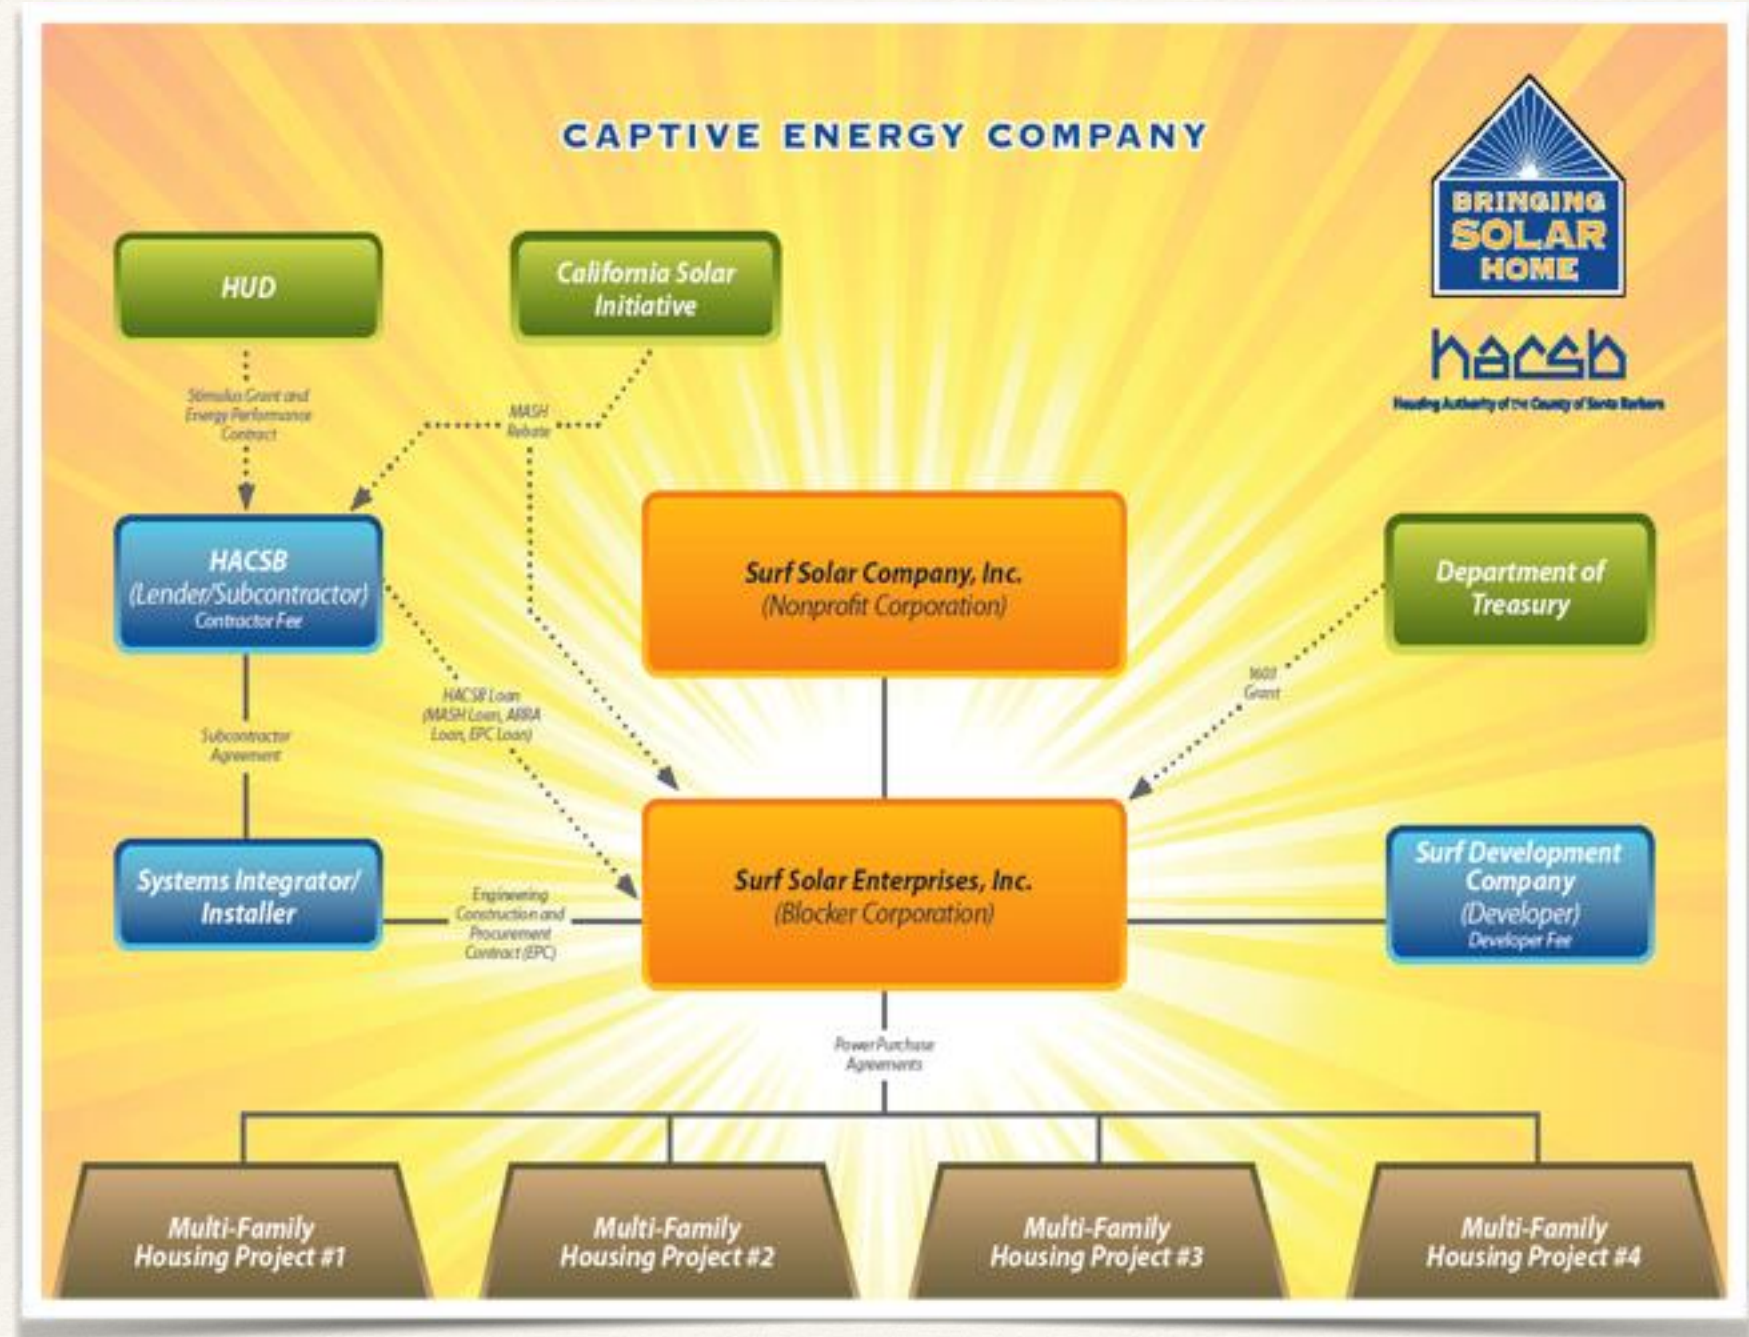 CAPTIVE ENERGY COMPANY
BRINGING
SOLAR
HOME
hacsb
Housing Authority of the County of Santa Barbara
HUD
California Solar
Initiative
Stimulus Grant and
Energy Performance
Contract
MASH
Rebate
HACSB
(Lender/Subcontractor)
Contractor Fee
Surf Solar Company, Inc.
(Nonprofit Corporation)
Department of
Treasury
1603
Grant
HACSB Loan
(MASH Loan, ARRA
Loan, EPC Loan)
Subcontractor
Agreement
Systems Integrator/
Installer
Engineering
Construction and
Procurement
Contract (EPC)
Surf Solar Enterprises, Inc.
(Blocker Corporation)
Surf Development
Company
(Developer)
Developer Fee
Power Purchase
Agreements
Multi-Family
Housing Project #1
Multi-Family
Housing Project #2
Multi-Family
Housing Project #3
Multi-Family
Housing Project #4